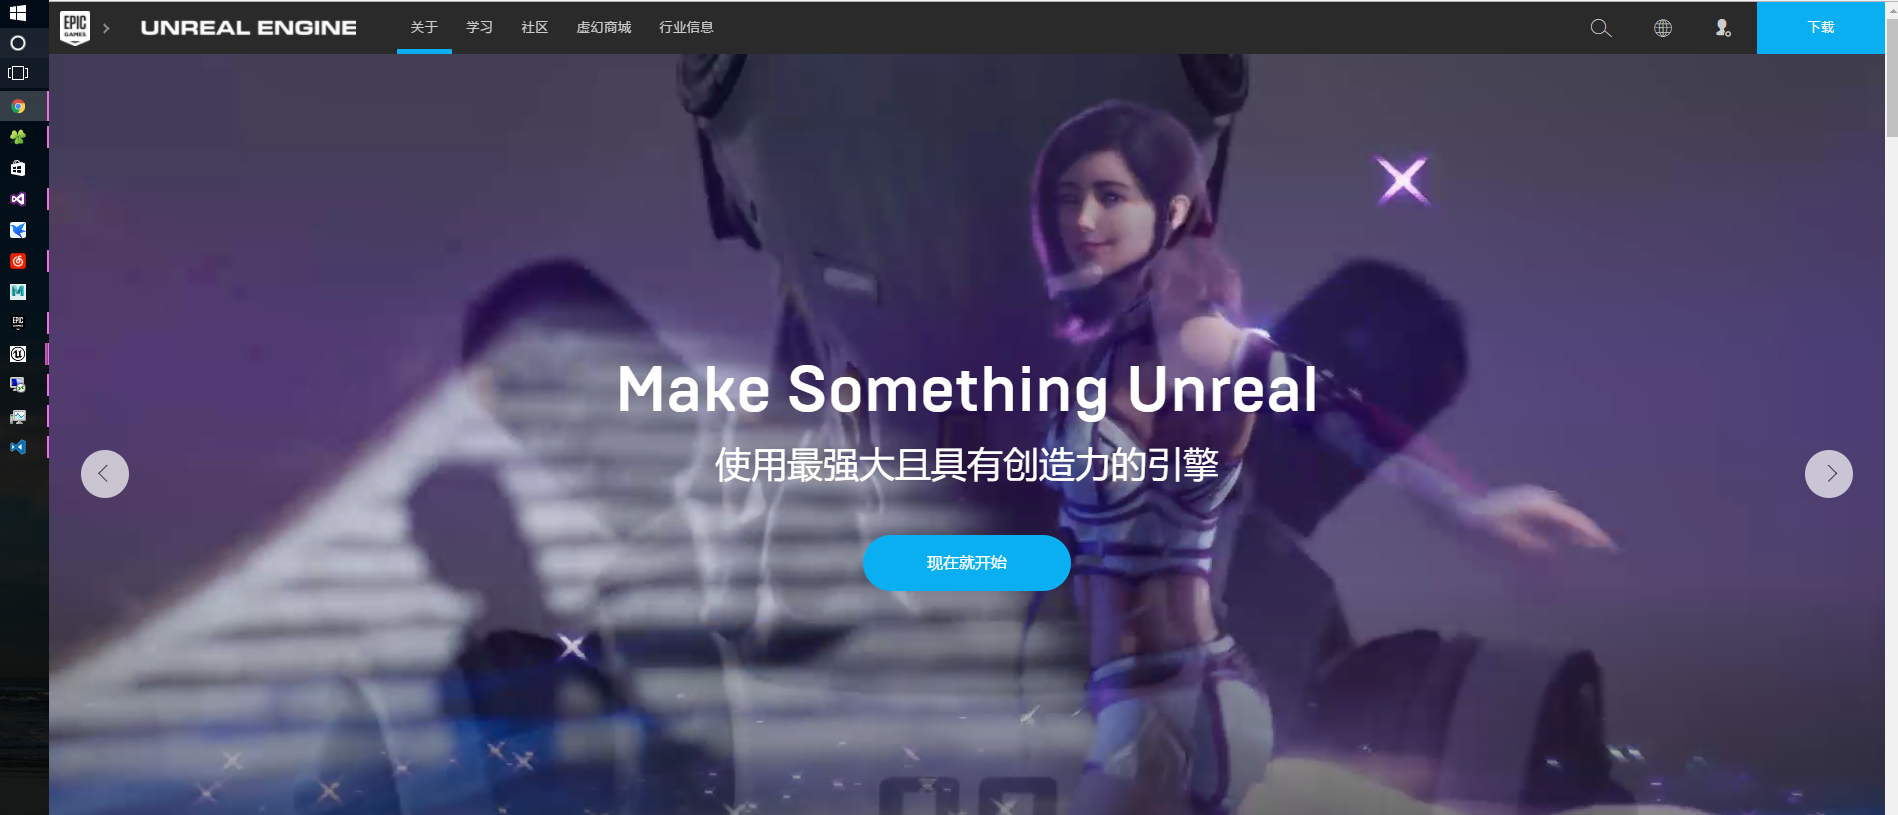 EPIC GAMES
UNREAL ENGINE
关于
学习
社区
虚幻商城
行业信息
下载
Make Something Unreal
使用最强大且具有创造力的引擎
现在就开始